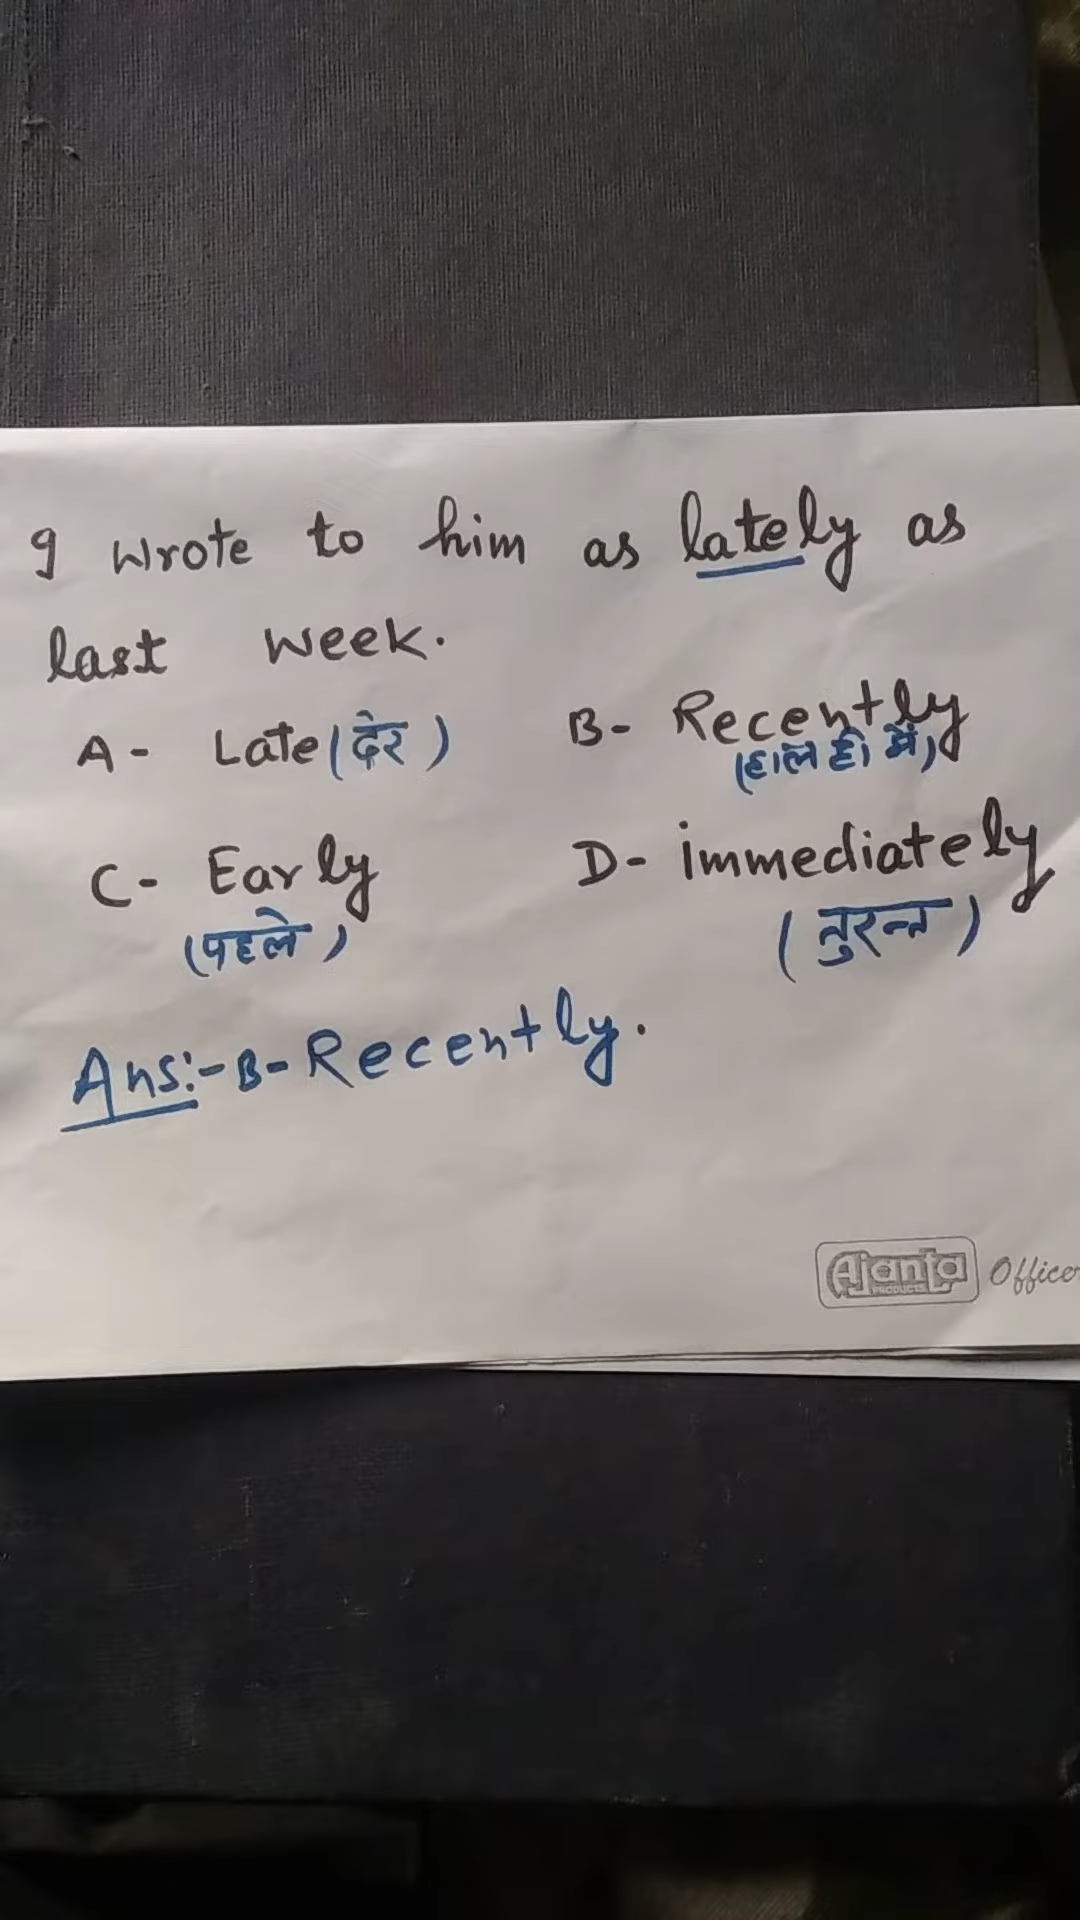 I wrote to him as lately as
last week.
A- Late (देर) B- Recently
(हाल ही में)
C- Early D- immediately
(पहले) (तुरन्त)
Ans:-B-Recently.
Ajanta Office
PRODUCTS